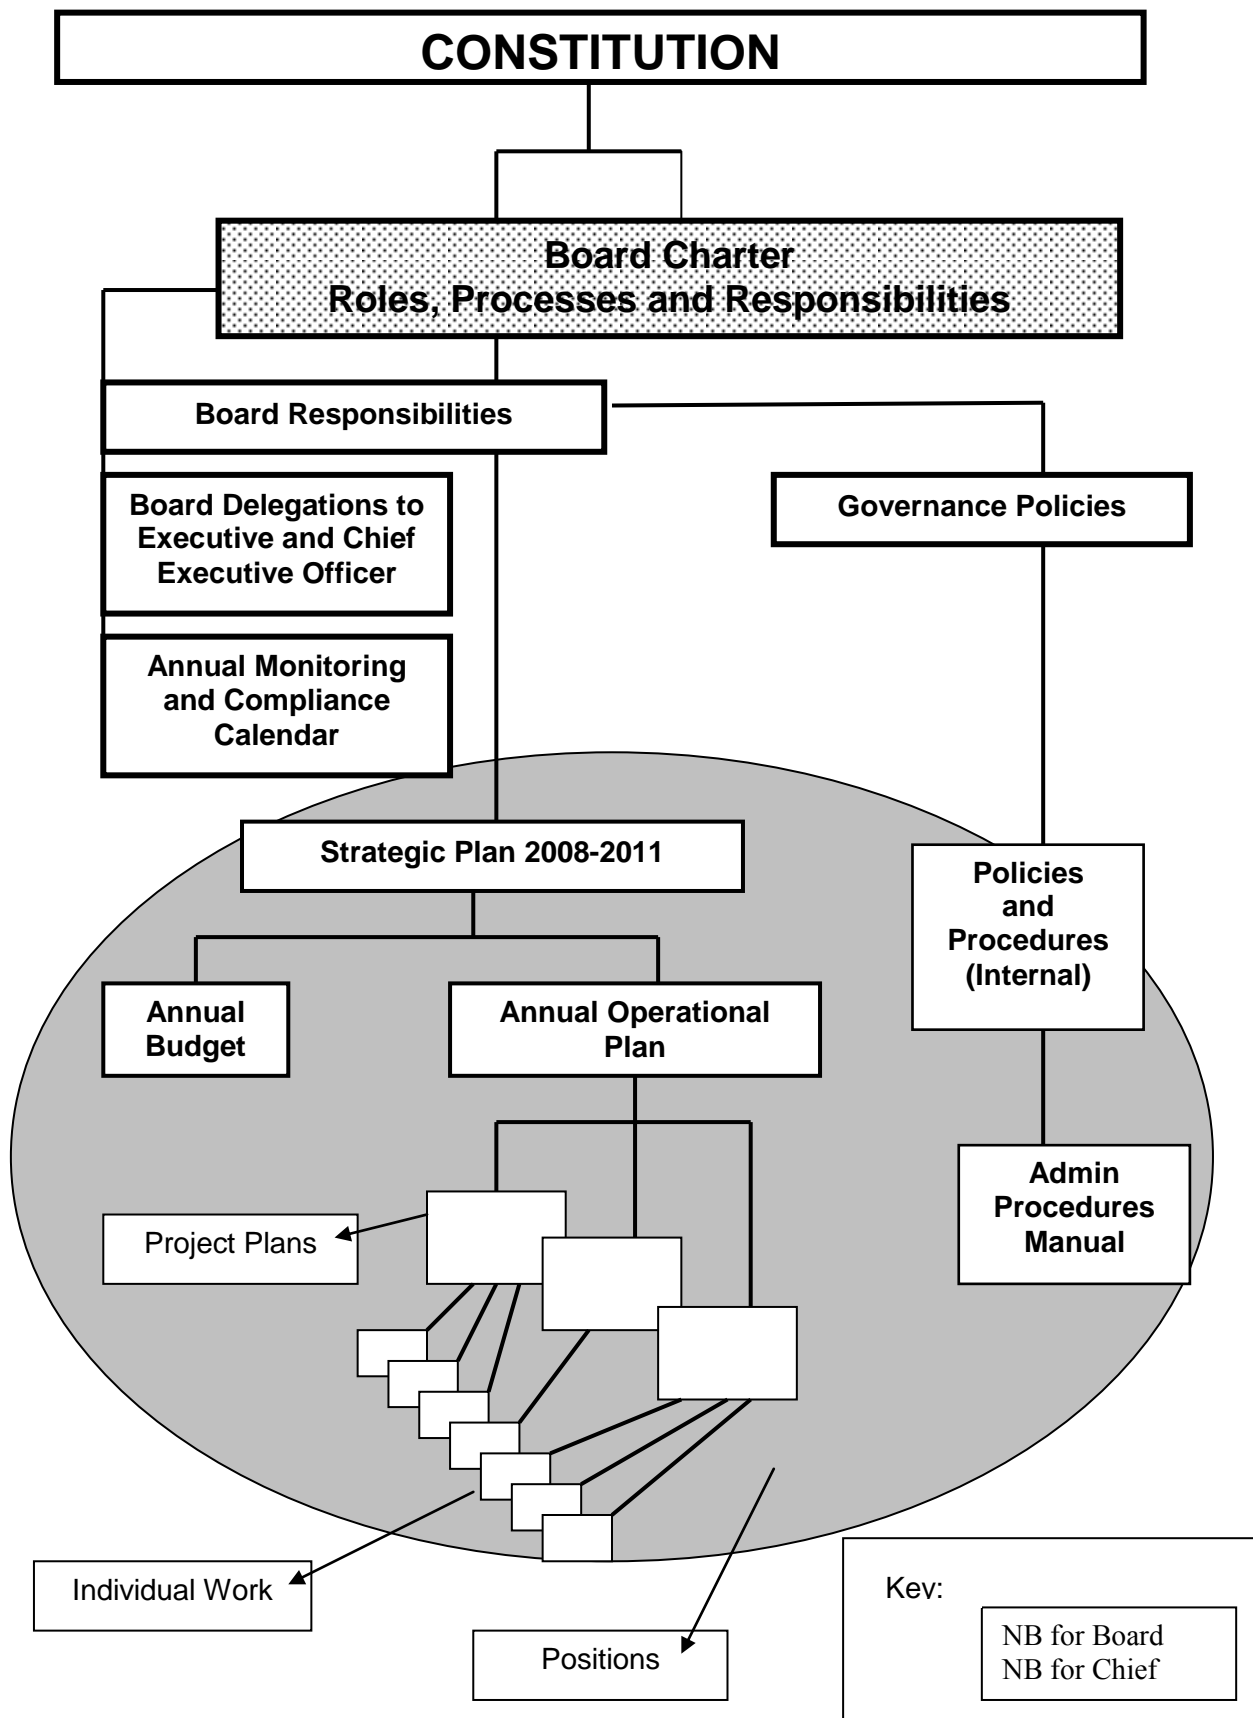 CONSTITUTION
Board Charter
Roles, Processes and Responsibilities
Board Responsibilities
Board Delegations to
Executive and Chief
Executive Officer
Governance Policies
Annual Monitoring
and Compliance
Calendar
Strategic Plan 2008-2011
Policies
and
Procedures
(Internal)
Annual
Budget
Annual Operational
Plan
Admin
Procedures
Manual
Project Plans
Individual Work
Positions
Key:
NB for Board
NB for Chief